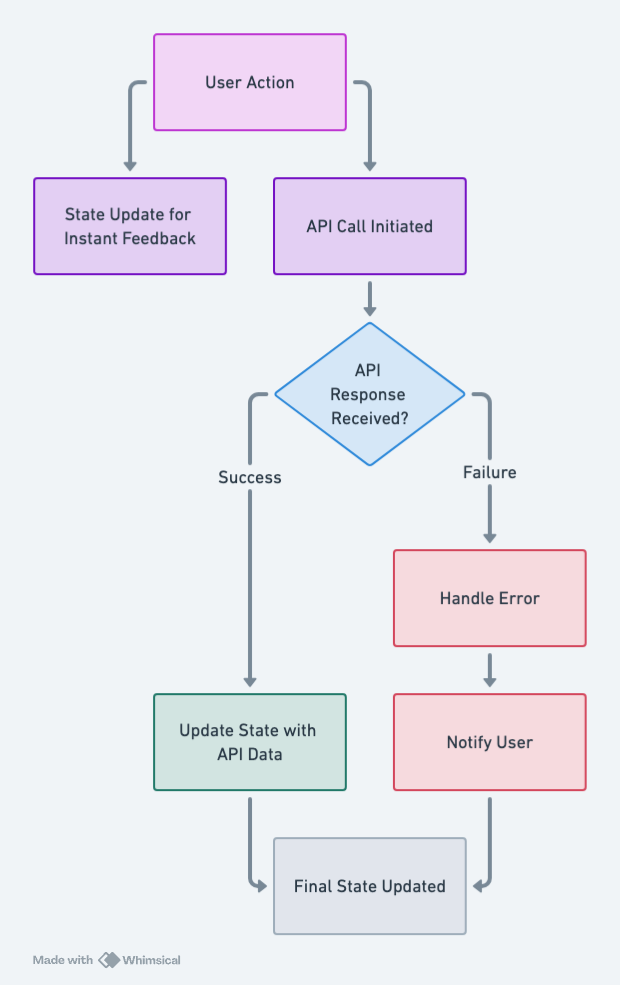 User Action
State Update for
Instant Feedback
API Call Initiated
API
Response
Received?
Success
Failure
Handle Error
Update State with
API Data
Notify User
Final State Updated
Made with Whimsical